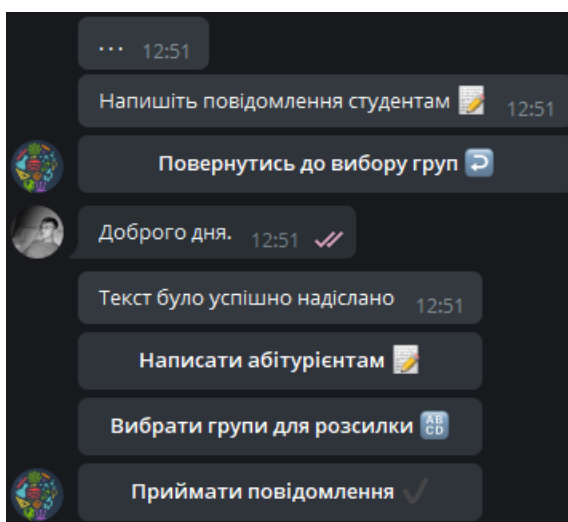 ... 12:51
Напишіть повідомлення студентам 📝 12:51
Повернутись до вибору груп ↩️
Доброго дня. 12:51
Текст було успішно надіслано 12:51
Написати абітурієнтам 📝
Вибрати групи для розсилки 🔠
Приймати повідомлення ✔️